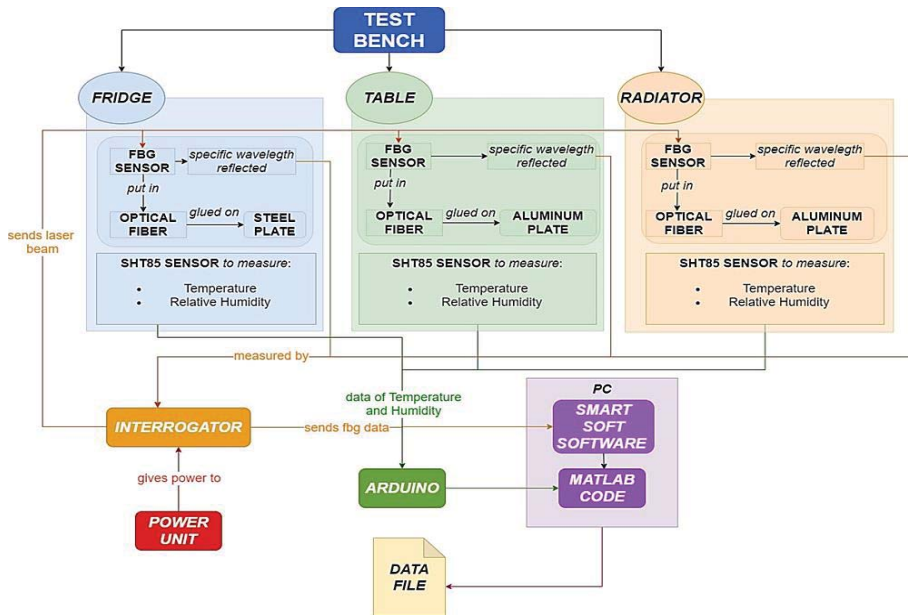 TEST
BENCH
FRIDGE
TABLE
RADIATOR
FBG
SENSOR
specific wavelegth
reflected
put in
OPTICAL
FIBER
glued on
STEEL
PLATE
SHT85 SENSOR to measure:
• Temperature
• Relative Humidity
FBG
SENSOR
specific wavelegth
reflected
put in
OPTICAL
FIBER
glued on
ALUMINUM
PLATE
SHT85 SENSOR to measure:
• Temperature
• Relative Humidity
FBG
SENSOR
specific wavelegth
reflected
put in
OPTICAL
FIBER
glued on
ALUMINUM
PLATE
SHT85 SENSOR to measure:
• Temperature
• Relative Humidity
sends laser
beam
measured by
data of Temperature
and Humidity
INTERROGATOR
sends fbg data
PC
SMART
SOFT
SOFTWARE
MATLAB
CODE
gives power to
ARDUINO
POWER
UNIT
DATA
FILE